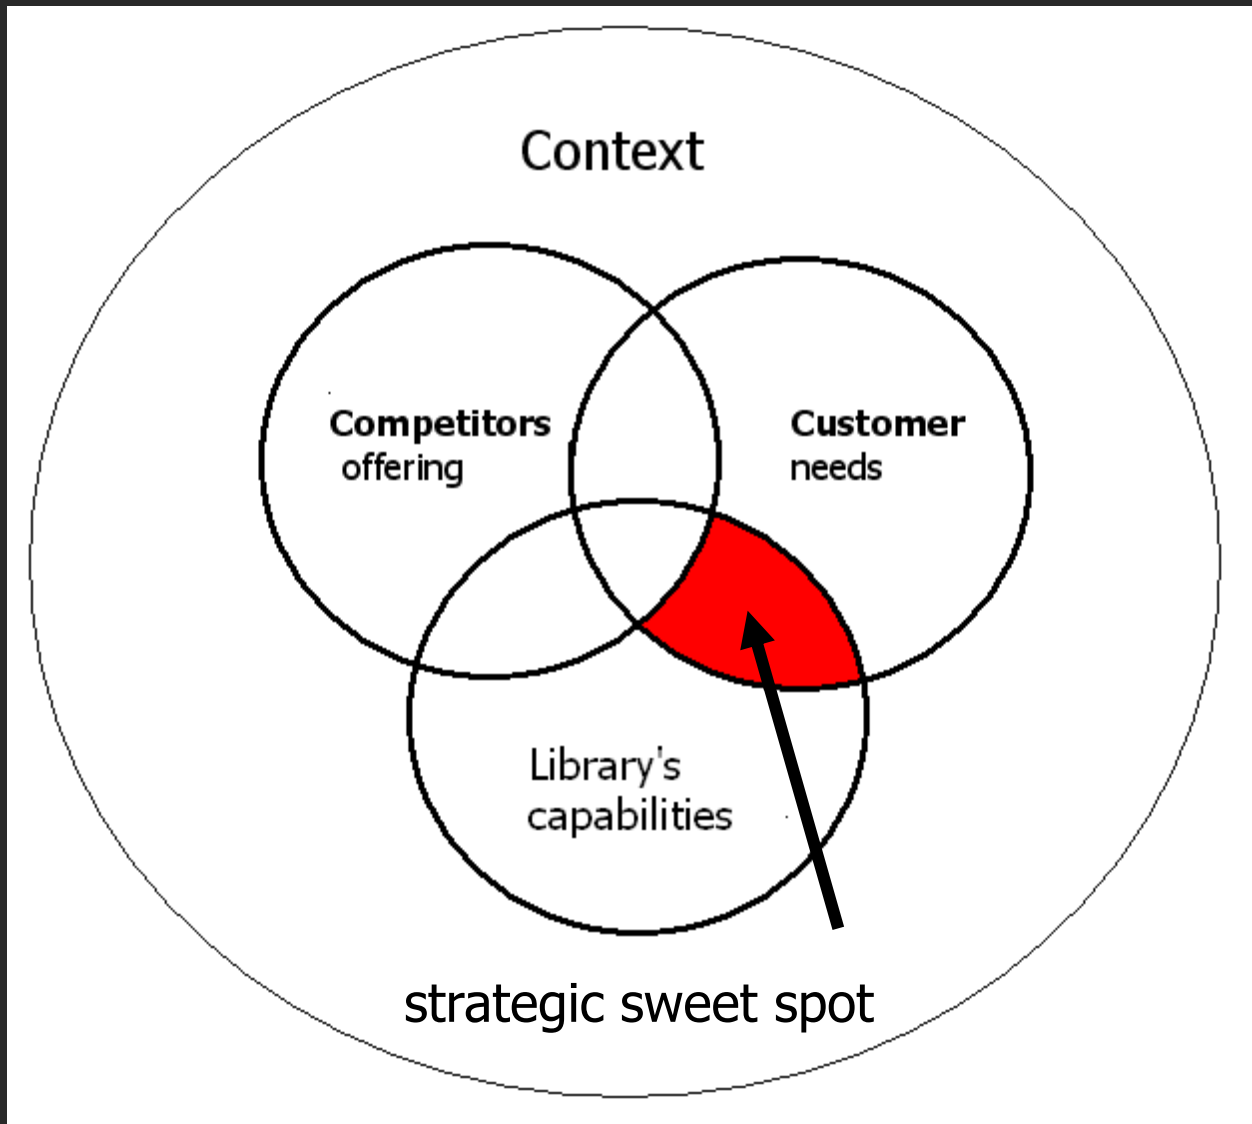 Context
Competitors
offering
Customer
needs
Library's
capabilities
strategic sweet spot